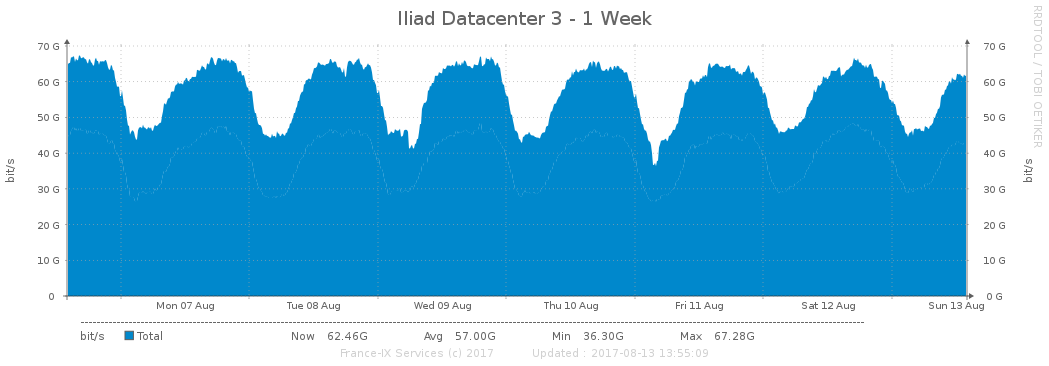 Iliad Datacenter 3 - 1 Week
RRDTOOL / TOBI OETIKER
70 G 70 G
60 G 60 G
50 G 50 G
40 G 40 G
30 G 30 G
20 G 20 G
10 G 10 G
0 0 G
bit/s bit/s
Mon 07 Aug Tue 08 Aug Wed 09 Aug Thu 10 Aug Fri 11 Aug Sat 12 Aug Sun 13 Aug
bit/s Total Now 62.46G Avg 57.00G Min 36.30G Max 67.28G
France-IX Services (c) 2017 Updated : 2017-08-13 13:55:09